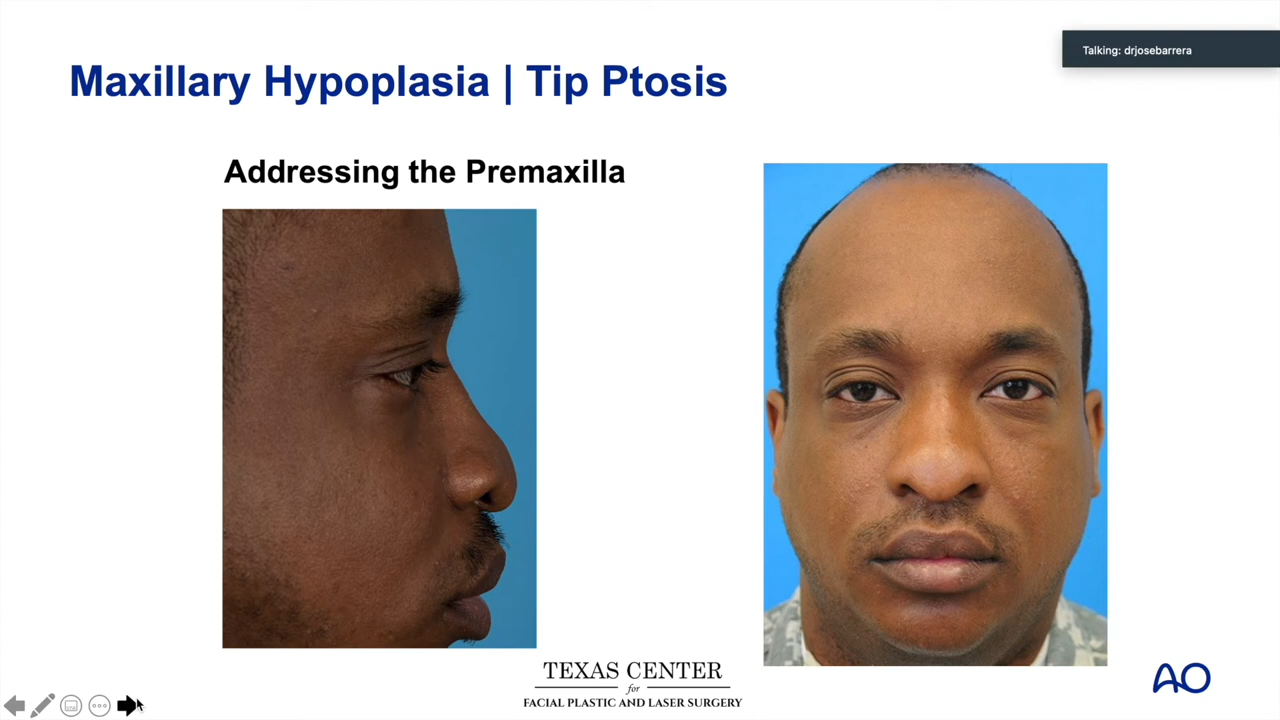 Talking: drjosebarrera
Maxillary Hypoplasia | Tip Ptosis
Addressing the Premaxilla
TEXAS CENTER
for
FACIAL PLASTIC AND LASER SURGERY
AO